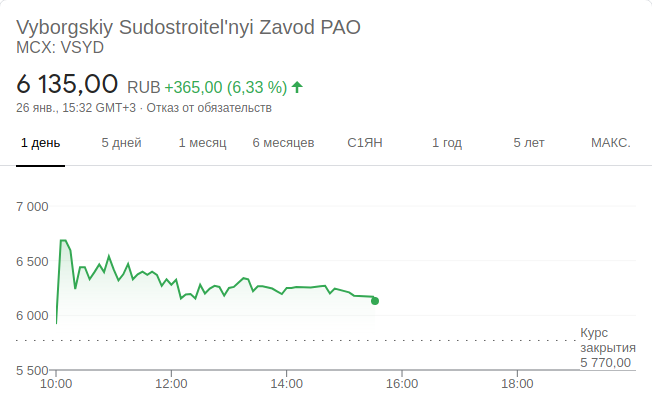 Vyborgskiy Sudostroitel'nyi Zavod PAO
MCX: VSYD
6 135,00 RUB +365,00 (6,33 %)
26 янв., 15:32 GMT+3 · Отказ от обязательств
1 день 5 дней 1 месяц 6 месяцев С1ЯН 1 год 5 лет МАКС.
7 000
6 500
6 000
Курс
закрытия
5 770,00
5 500
10:00 12:00 14:00 16:00 18:00